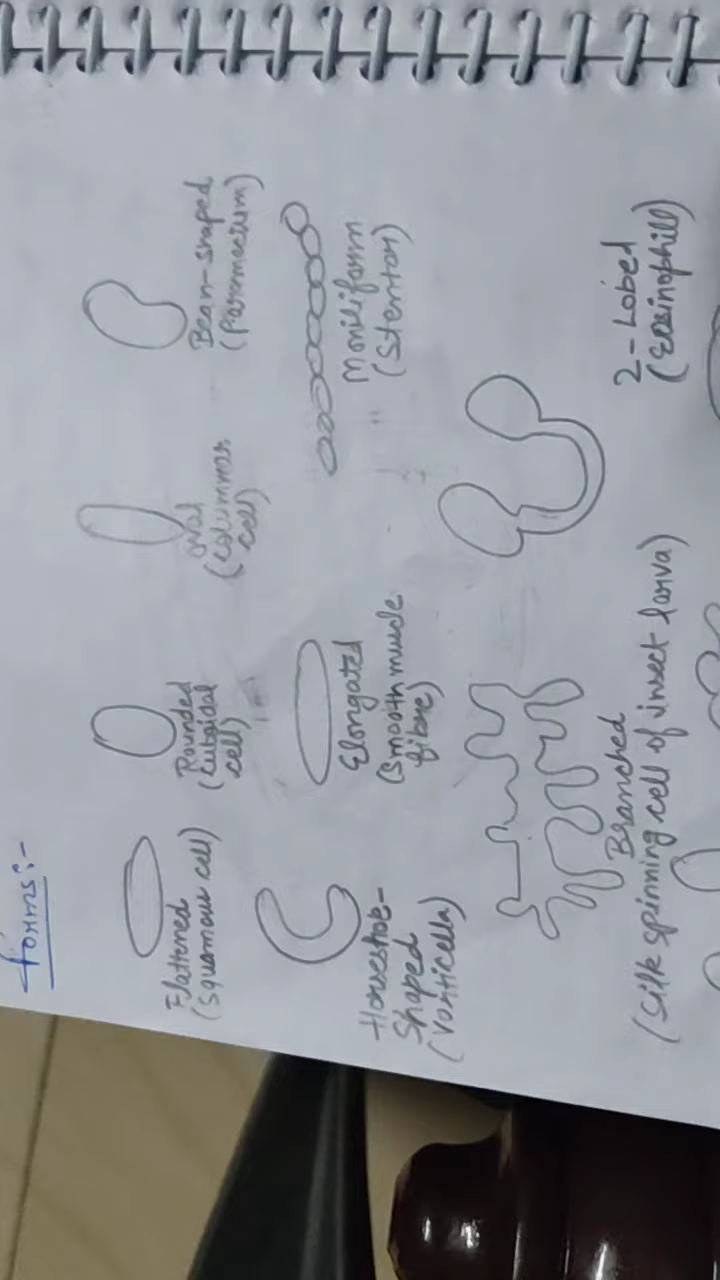 forms:-
Flattened
(Squamous cell)
Rounded
(Cuboidal
cell)
Oval
(Columnar
cell)
Bean-shaped
(Parmmecium)
Horseshoe-
Shaped
(Vorticella)
Elongated
(Smooth muscle
fibre)
Moniliform
(Stentor)
Branched
(Silk spinning cell of insect larva)
2-Lobed
(Eosinophill)